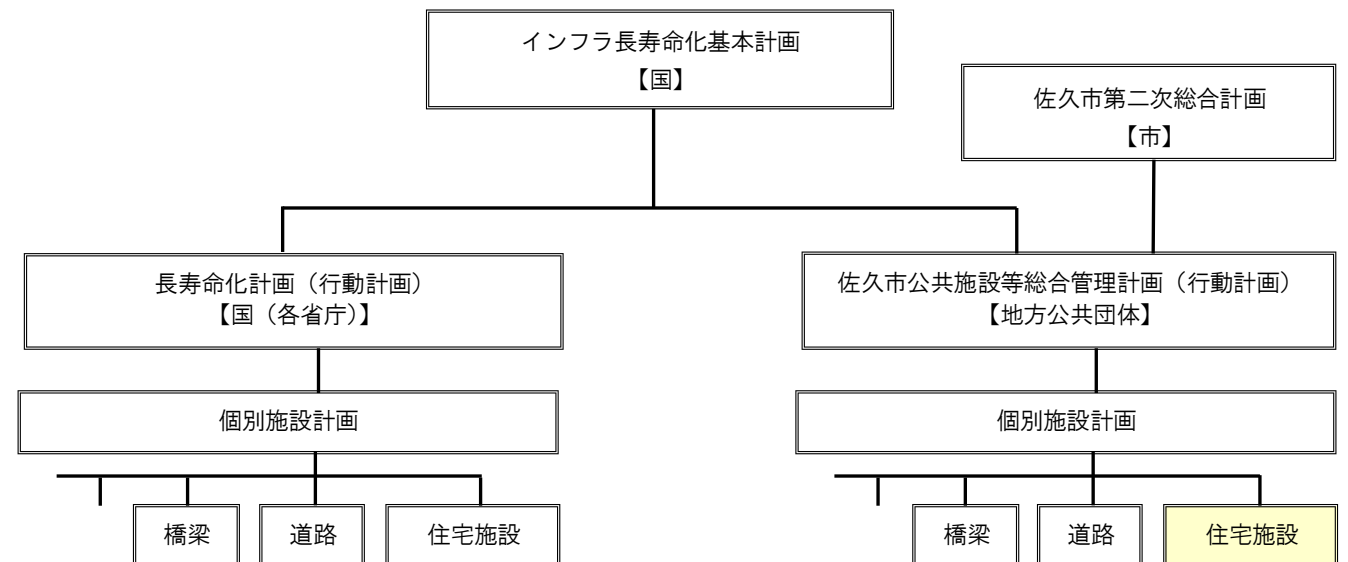 インフラ長寿命化基本計画
【国】
佐久市第二次総合計画
【市】
長寿命化計画（行動計画）
【国（各省庁）】
佐久市公共施設等総合管理計画（行動計画）
【地方公共団体】
個別施設計画
個別施設計画
橋梁
道路
住宅施設
橋梁
道路
住宅施設